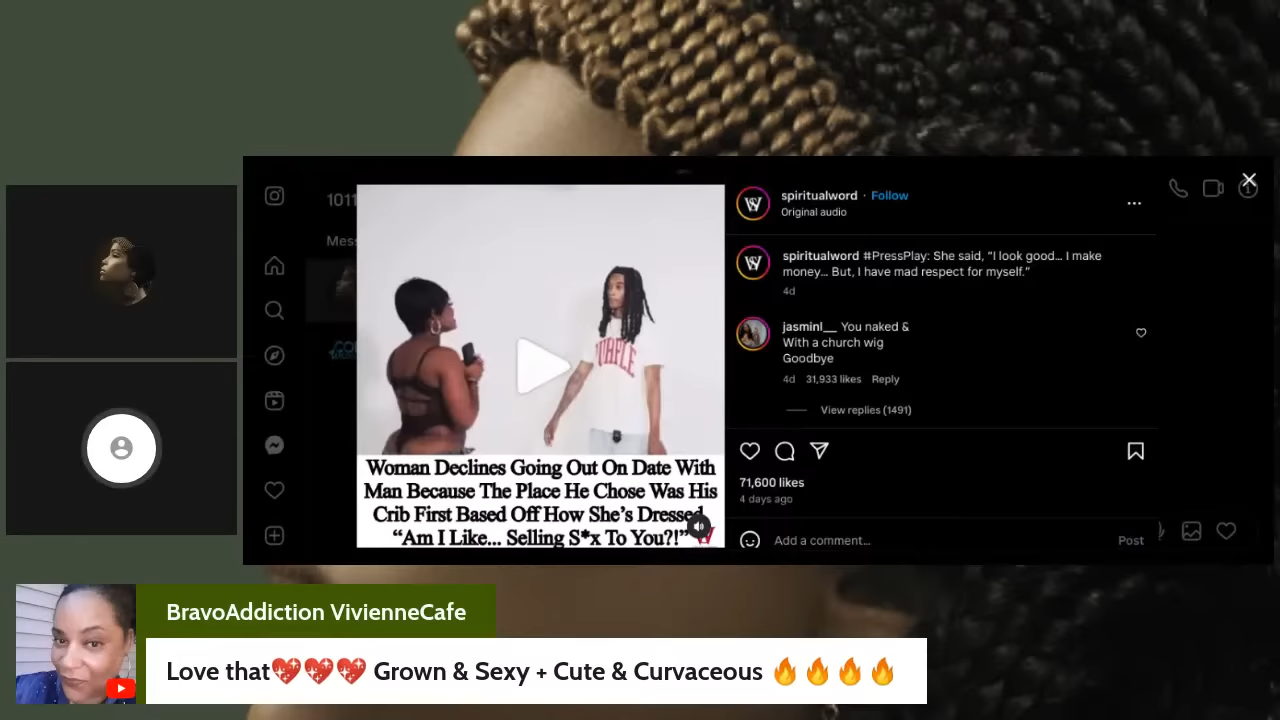 1011
Mess
spiritualword · Follow
Original audio
spiritualword #PressPlay: She said, “I look good… I make
money… But, I have mad respect for myself.”
4d
jasminl__ You naked &
With a church wig
Goodbye
4d 31,933 likes Reply
View replies (1491)
71,600 likes
4 days ago
Add a comment…
Post
PURPLE
Woman Declines Going Out On Date With
Man Because The Place He Chose Was His
Crib First Based Off How She’s Dressed
“Am I Like... Selling S*x To You?!”
W
BravoAddiction VivienneCafe
Love that💖💖💖 Grown & Sexy + Cute & Curvaceous 🔥🔥🔥🔥